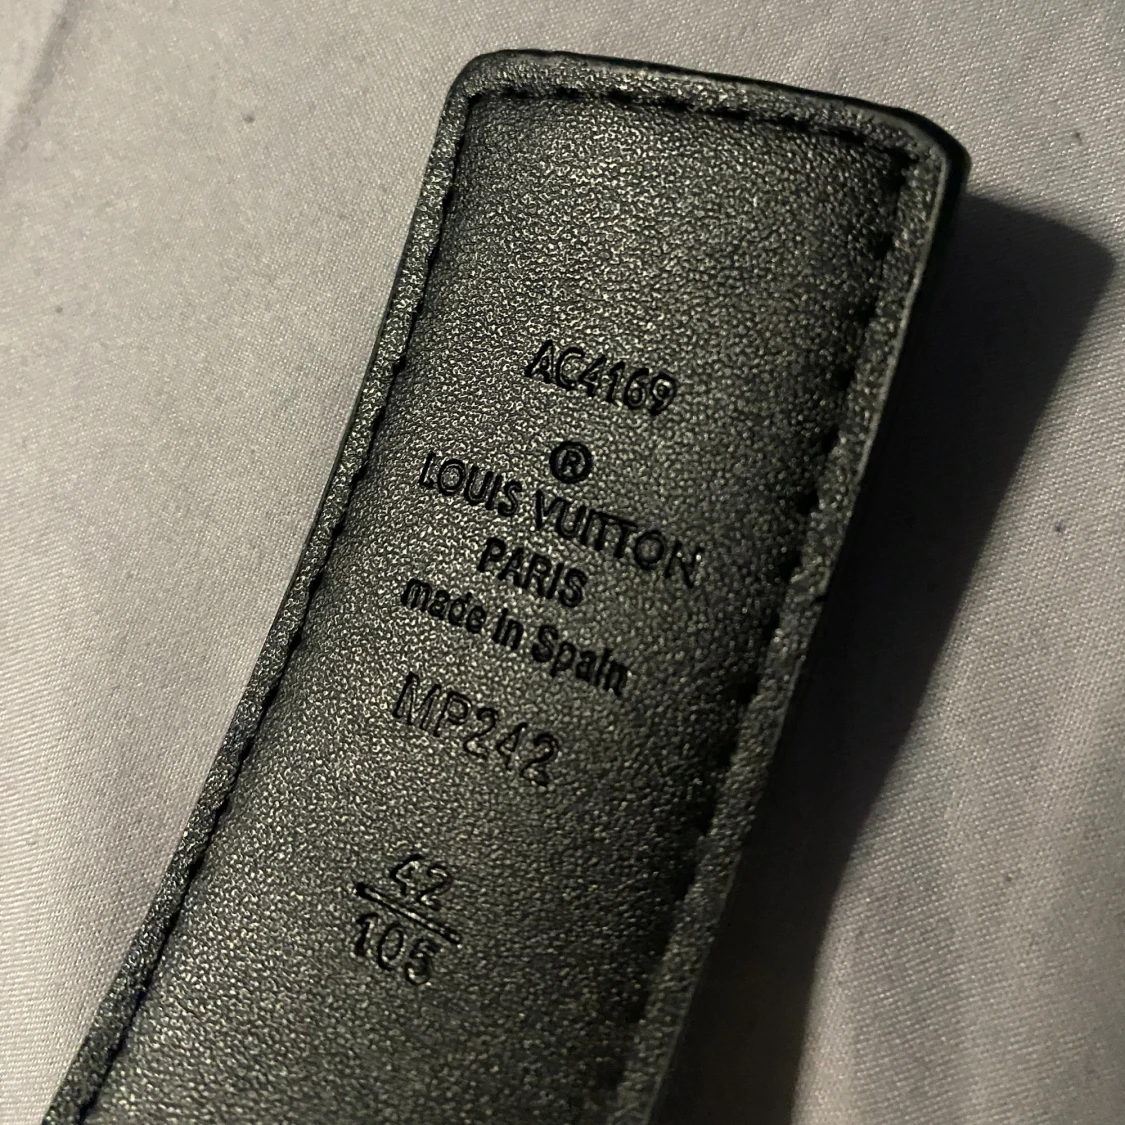 AC4169
®
LOUIS VUITTON
PARIS
made in Spain
MP242
42
105